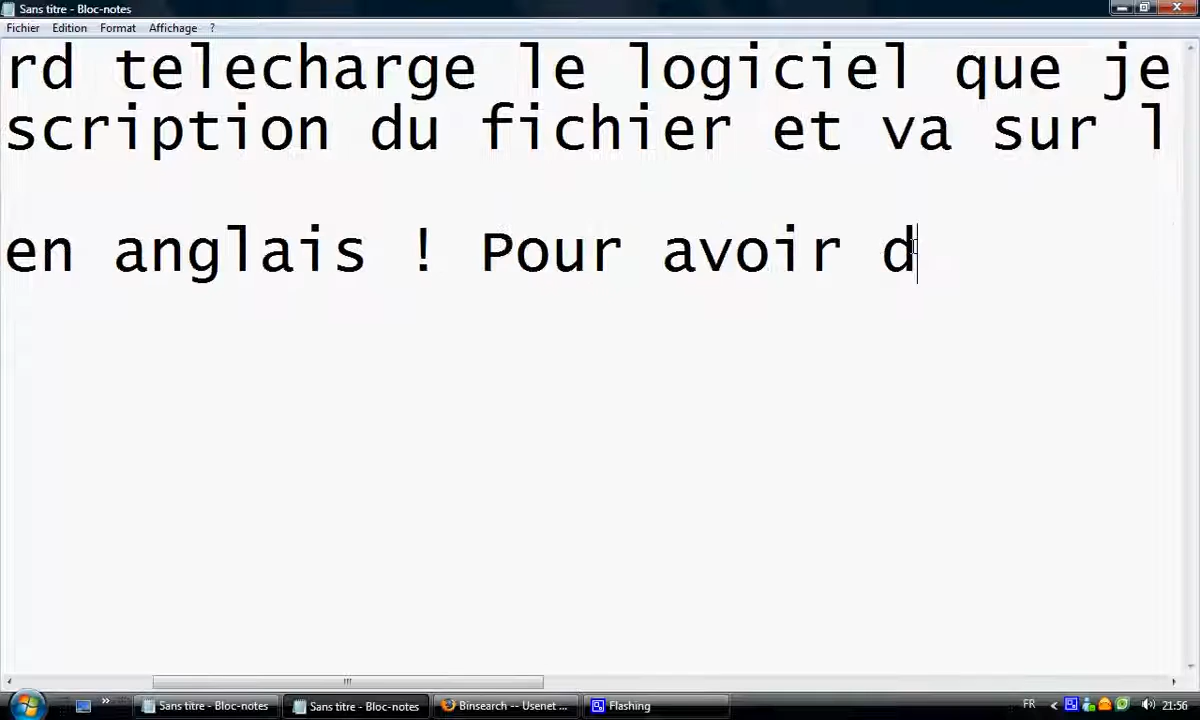 Sans titre - Bloc-notes
Fichier Edition Format Affichage ?
rd telecharge le logiciel que je
scription du fichier et va sur l
en anglais ! Pour avoir d
Sans titre - Bloc-notes Sans titre - Bloc-notes Binsearch -- Usenet ... Flashing FR 21:56